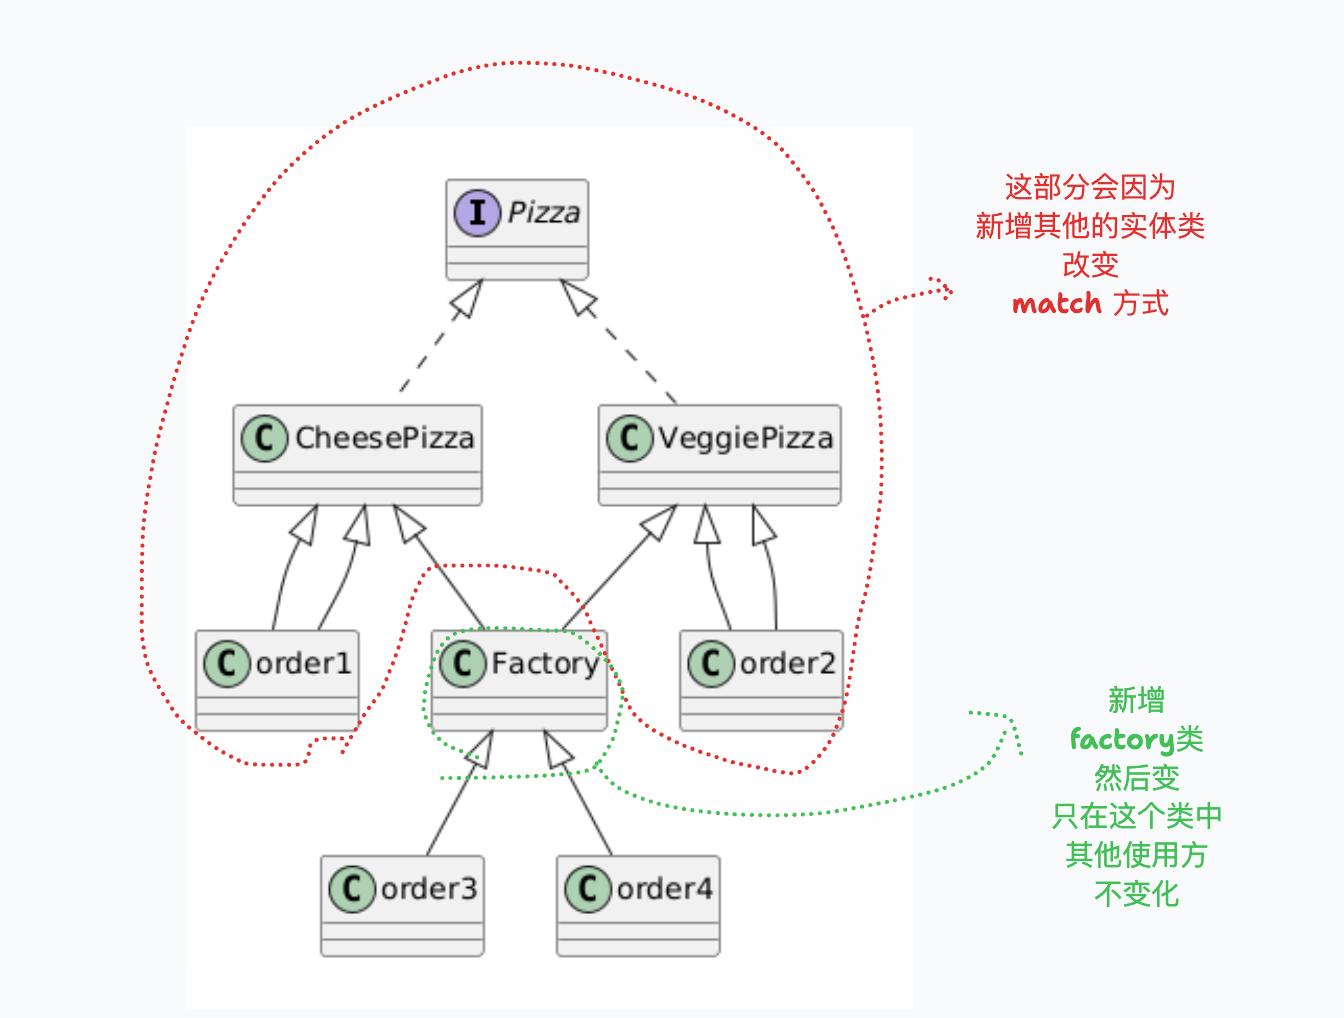 I Pizza
这部分会因为
新增其他的实体类
改变
match 方式
C CheesePizza
C VeggiePizza
C order1
C Factory
C order2
新增
factory类
然后变
只在这个类中
其他使用方
不变化
C order3
C order4